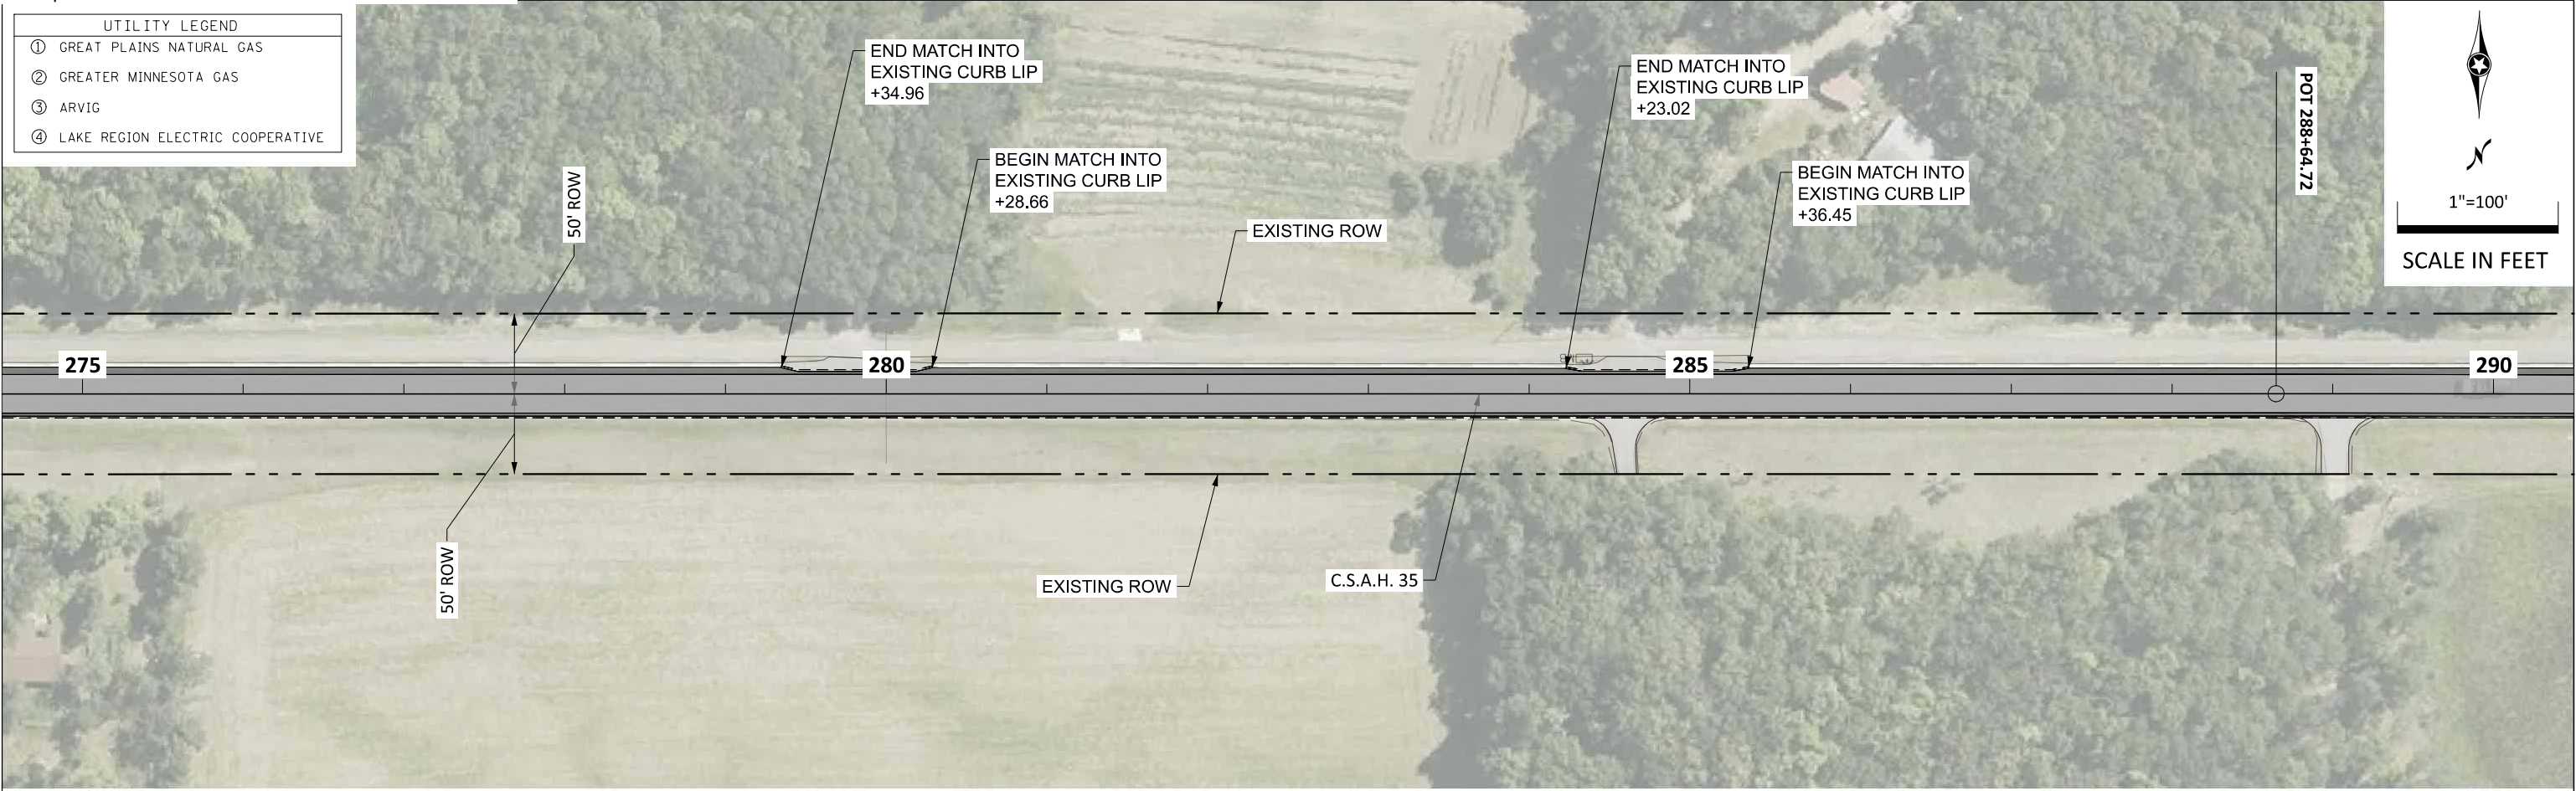 UTILITY LEGEND
① GREAT PLAINS NATURAL GAS
② GREATER MINNESOTA GAS
③ ARVIG
④ LAKE REGION ELECTRIC COOPERATIVE
END MATCH INTO
EXISTING CURB LIP
+34.96
BEGIN MATCH INTO
EXISTING CURB LIP
+28.66
END MATCH INTO
EXISTING CURB LIP
+23.02
BEGIN MATCH INTO
EXISTING CURB LIP
+36.45
POT 288+64.72
N
1"=100'
SCALE IN FEET
50' ROW
EXISTING ROW
275
280
285
290
50' ROW
EXISTING ROW
C.S.A.H. 35